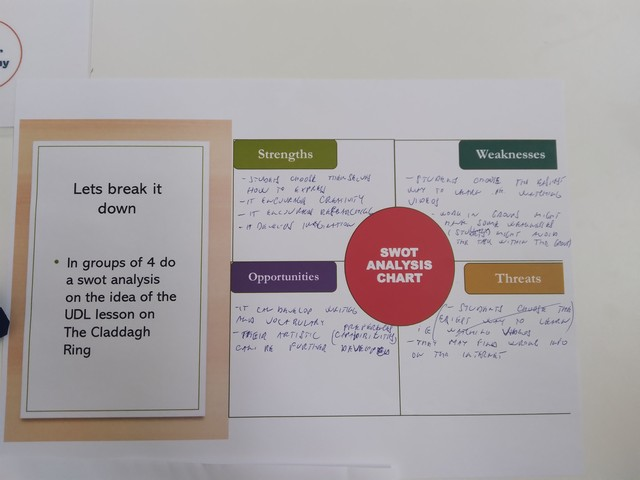 Lets break it
down
• In groups of 4 do
a swot analysis
on the idea of the
UDL lesson on
The Claddagh
Ring
Strengths
- STUDENTS CHOOSE THEMSELVES
HOW TO EXPRESS
- IT ENCOURAGES CREATIVITY
- IT ENCOURAGES
- IT DEVELOPS IMAGINATION
Weaknesses
- STUDENTS CHOOSE THE EASIEST
WAY TO LEARN BY WATCHING
VIDEOS
- WORK IN GROUPS MIGHT
HAVE SOME WEAKNESSES
(STUDENTS MIGHT AVOID
THE TASK WITHIN THE GROUP)
SWOT
ANALYSIS
CHART
Opportunities
- IT CAN DEVELOP WRITING
AND VOCABULARY
- THEIR ARTISTIC PREFERENCES
(CAPABILITIES)
CAN BE FURTHER DEVELOPED
Threats
- STUDENTS CHOOSE THE
EASIEST WAY TO LEARN
I.E. WATCHING VIDEOS
- THEY MAY FIND WRONG INFO
ON THE INTERNET